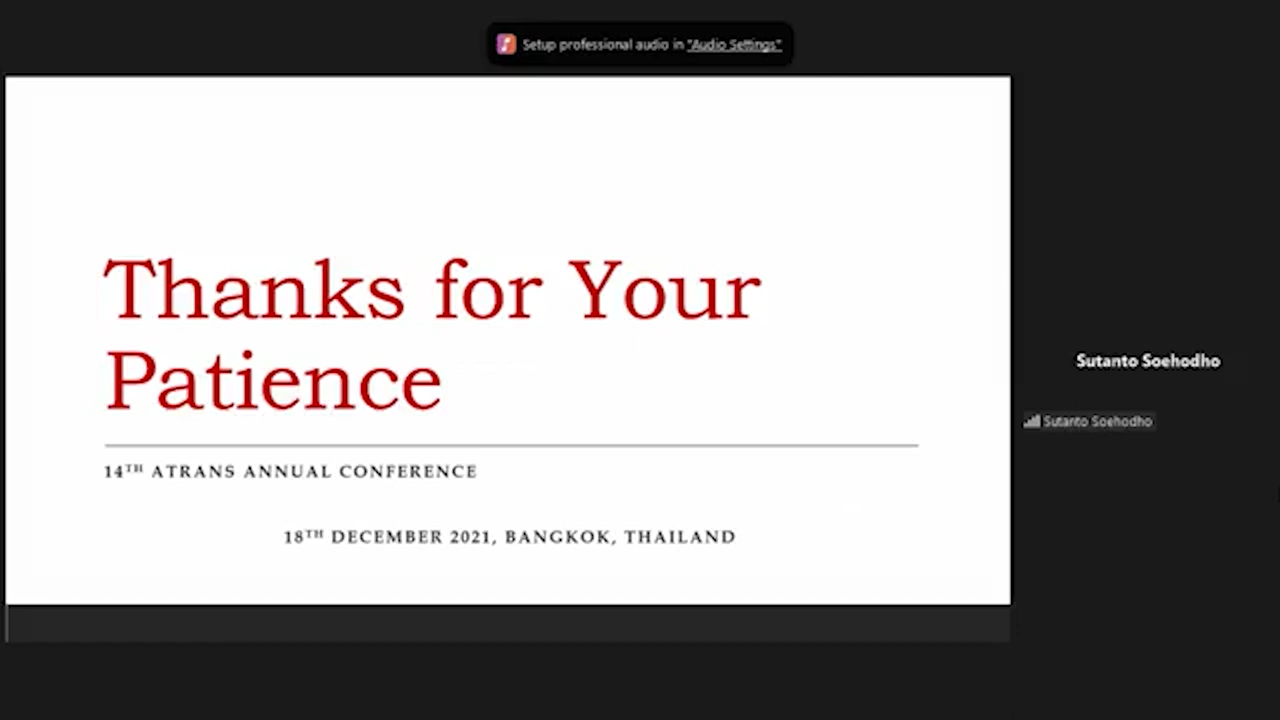 Setup professional audio in "Audio Settings"
Thanks for Your
Patience
14TH ATRANS ANNUAL CONFERENCE
18TH DECEMBER 2021, BANGKOK, THAILAND
Sutanto Soehodho
Sutanto Soehodho